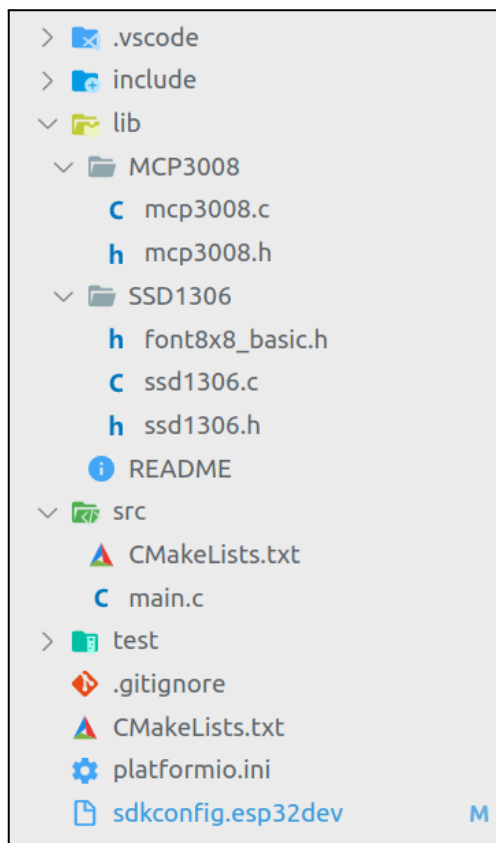 .vscode
include
lib
MCP3008
C mcp3008.c
h mcp3008.h
SSD1306
h font8x8_basic.h
C ssd1306.c
h ssd1306.h
i README
src
CMakeLists.txt
C main.c
test
.gitignore
CMakeLists.txt
platformio.ini
sdkconfig.esp32dev M